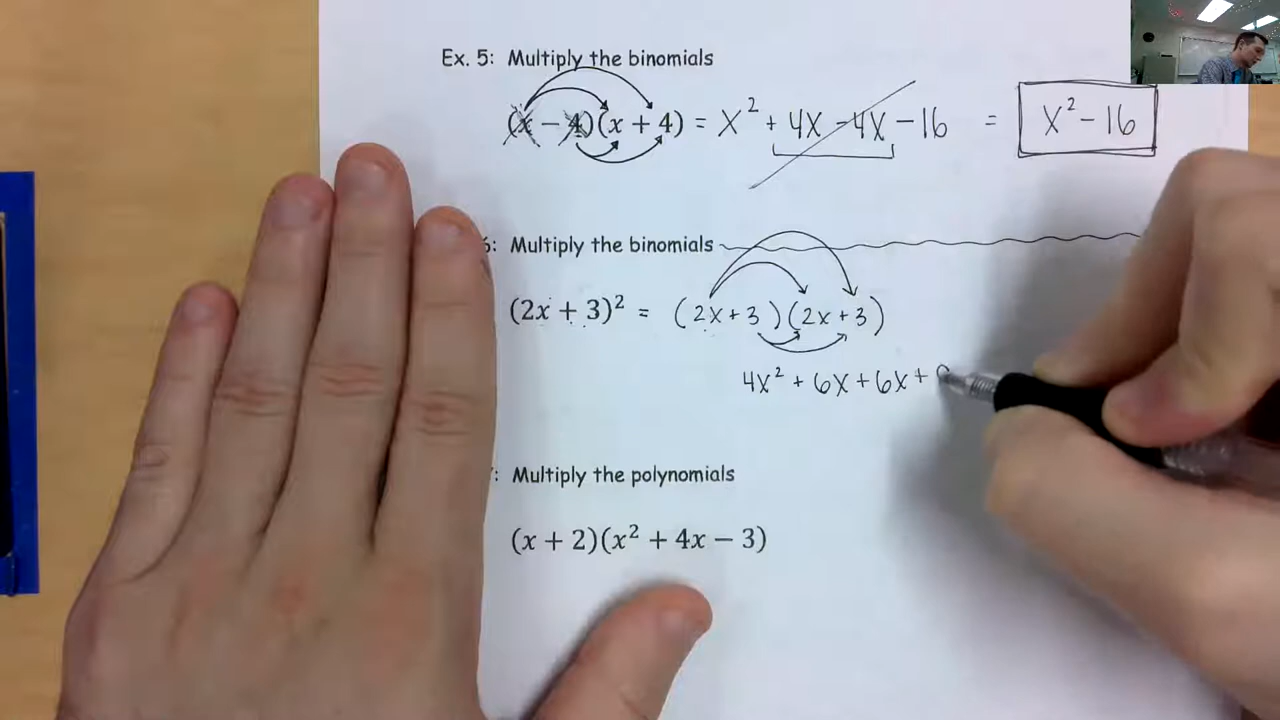 Ex. 5: Multiply the binomials
(x − 4)(x + 4) = x² + 4x − 4x − 16 = x² − 16
6: Multiply the binomials
(2x + 3)² = (2x + 3)(2x + 3)
4x² + 6x + 6x +
: Multiply the polynomials
(x + 2)(x² + 4x − 3)